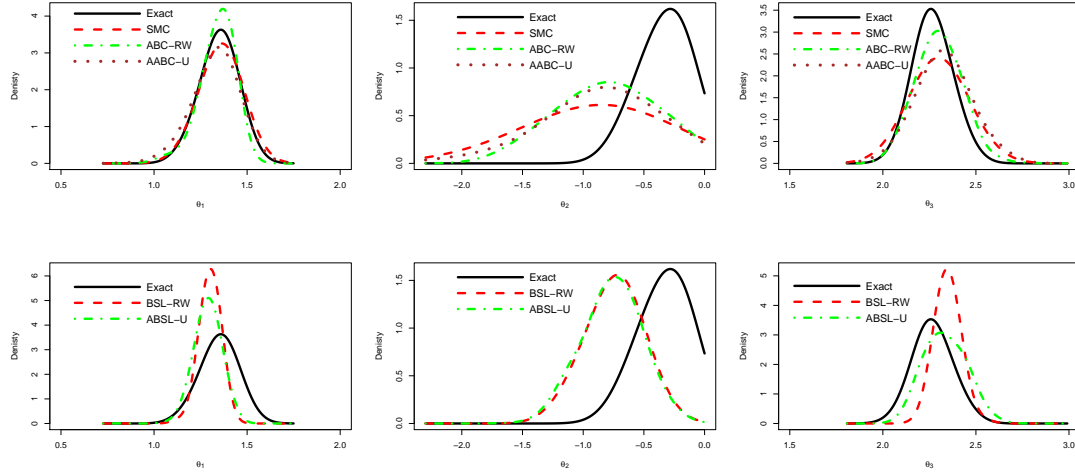 Exact
SMC
ABC−RW
AABC−U
Denisty
0 1 2 3 4
0.5 1.0 1.5 2.0
θ1
Exact
SMC
ABC−RW
AABC−U
Denisty
0.0 0.5 1.0 1.5
−2.0 −1.5 −1.0 −0.5 0.0
θ2
Exact
SMC
ABC−RW
AABC−U
Denisty
0.0 0.5 1.0 1.5 2.0 2.5 3.0 3.5
1.5 2.0 2.5 3.0
θ3
Exact
BSL−RW
ABSL−U
Denisty
0 1 2 3 4 5 6
0.5 1.0 1.5 2.0
θ1
Exact
BSL−RW
ABSL−U
Denisty
0.0 0.5 1.0 1.5
−2.0 −1.5 −1.0 −0.5 0.0
θ2
Exact
BSL−RW
ABSL−U
Denisty
0 1 2 3 4 5
1.5 2.0 2.5 3.0
θ3